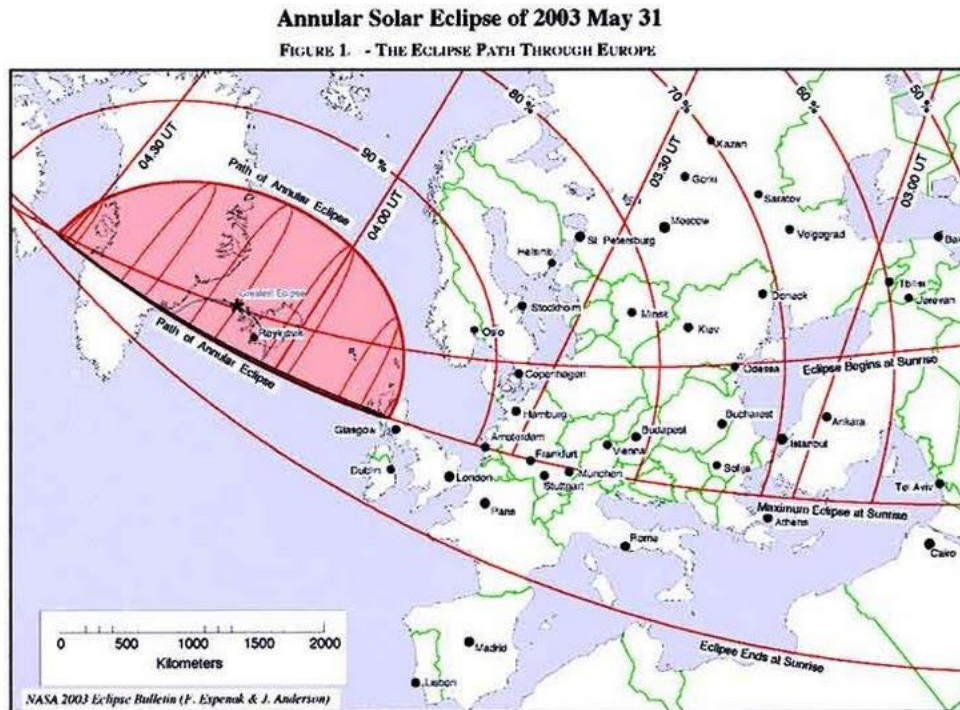 Annular Solar Eclipse of 2003 May 31
FIGURE 1. - THE ECLIPSE PATH THROUGH EUROPE
90 %
80 %
70 %
60 %
50 %
04:30 UT
04:00 UT
03:30 UT
03:00 UT
Path of Annular Eclipse
Path of Annular Eclipse
Greatest Eclipse
Reykjavik
Kazan
Gorki
Saratov
Moscow
Volgograd
St. Petersburg
Helsinki
Stockholm
Oslo
Minsk
Kiev
Doneck
Tbilisi
Jerevan
Eclipse Begins at Sunrise
Copenhagen
Odessa
Hamburg
Bucharest
Ankara
Glasgow
Amsterdam
Budapest
Istanbul
Frankfurt
Vienna
Dublin
London
München
Sofija
Stuttgart
Tel Aviv
Maximum Eclipse at Sunrise
Paris
Athens
Rome
Cairo
0 500 1000 1500 2000
Kilometers
Madrid
Eclipse Ends at Sunrise
Lisbon
NASA 2003 Eclipse Bulletin (F. Espenak & J. Anderson)